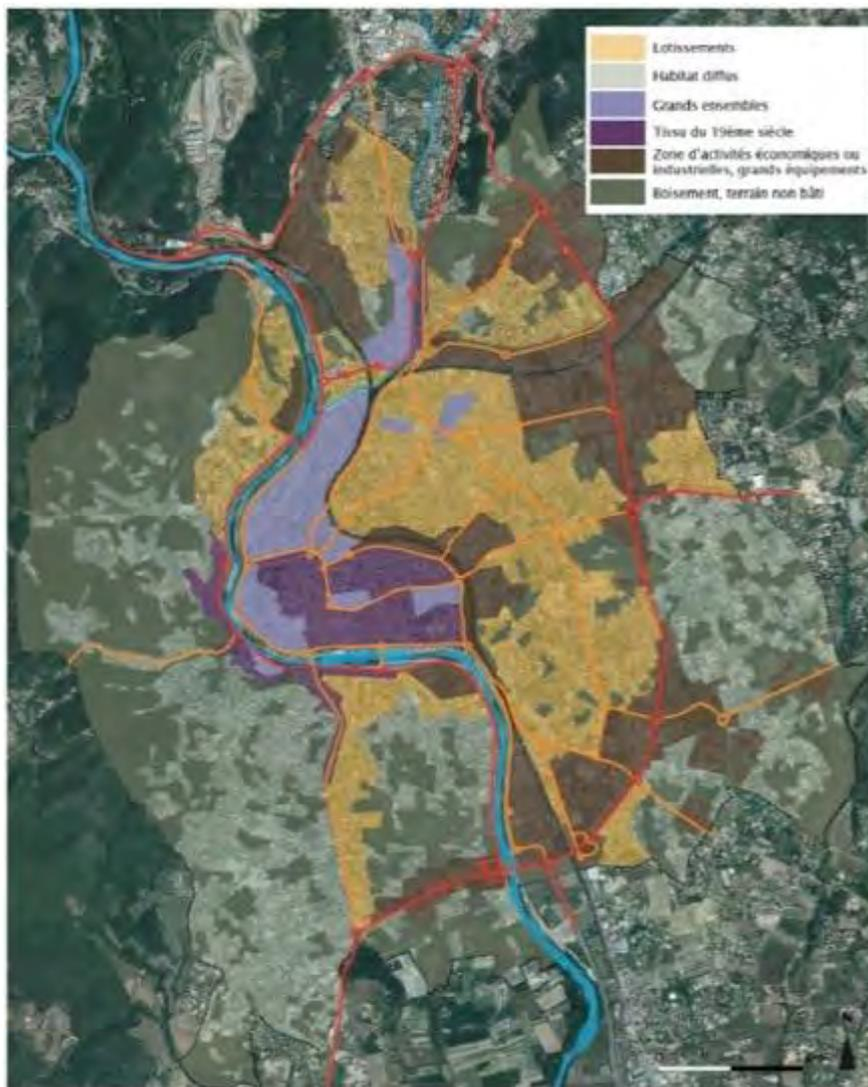 Lotissements
Habitat diffus
Grands ensembles
Tissu du 19ème siècle
Zone d'activités économiques ou
industrielles, grands équipements
Boisement, terrain non bâti